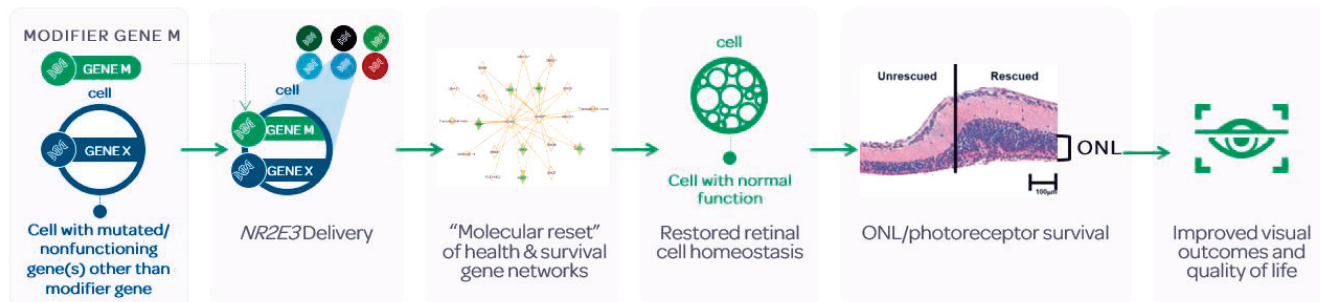 MODIFIER GENE M
GENE M
cell
GENE X
Cell with mutated/
nonfunctioning
gene(s) other than
modifier gene
cell
GENE M
GENE X
NR2E3 Delivery
"Molecular reset"
of health & survival
gene networks
cell
Cell with normal
function
Restored retinal
cell homeostasis
Unrescued
Rescued
ONL
100μm
ONL/photoreceptor survival
Improved visual
outcomes and
quality of life